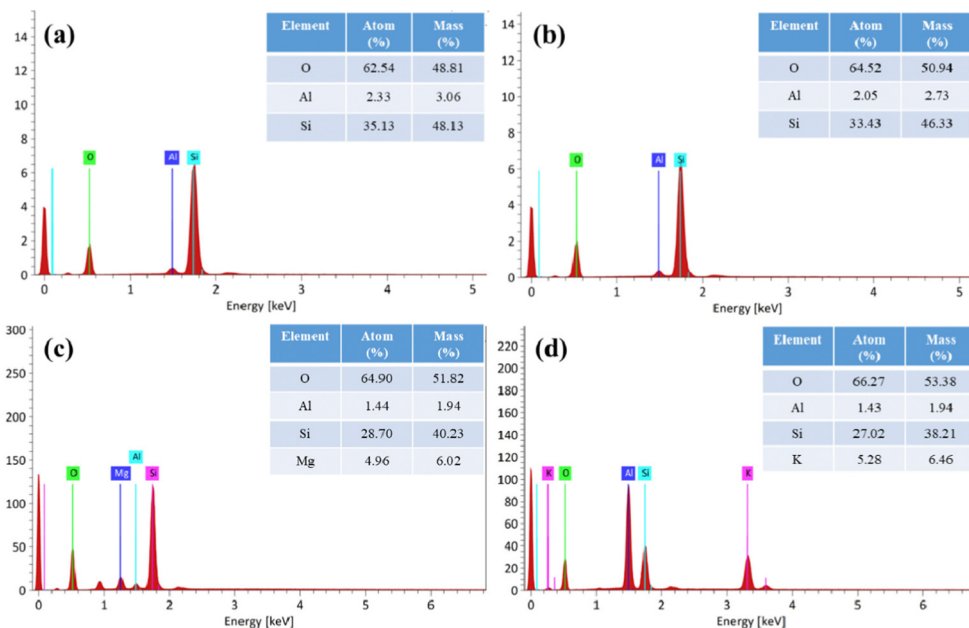 (a)
Element Atom (%) Mass (%)
O 62.54 48.81
Al 2.33 3.06
Si 35.13 48.13
14
12
10
8
6
4
2
0
O Al Si
0 1 2 3 4 5
Energy [keV]
(b)
Element Atom (%) Mass (%)
O 64.52 50.94
Al 2.05 2.73
Si 33.43 46.33
14
12
10
8
6
4
2
0
O Al Si
0 1 2 3 4 5
Energy [keV]
(c)
Element Atom (%) Mass (%)
O 64.90 51.82
Al 1.44 1.94
Si 28.70 40.23
Mg 4.96 6.02
300
250
200
150
100
50
0
Al
O Mg Si
0 1 2 3 4 5 6
Energy [keV]
(d)
Element Atom (%) Mass (%)
O 66.27 53.38
Al 1.43 1.94
Si 27.02 38.21
K 5.28 6.46
220
200
180
160
140
120
100
80
60
40
20
0
K O Al Si K
0 1 2 3 4 5 6
Energy [keV]